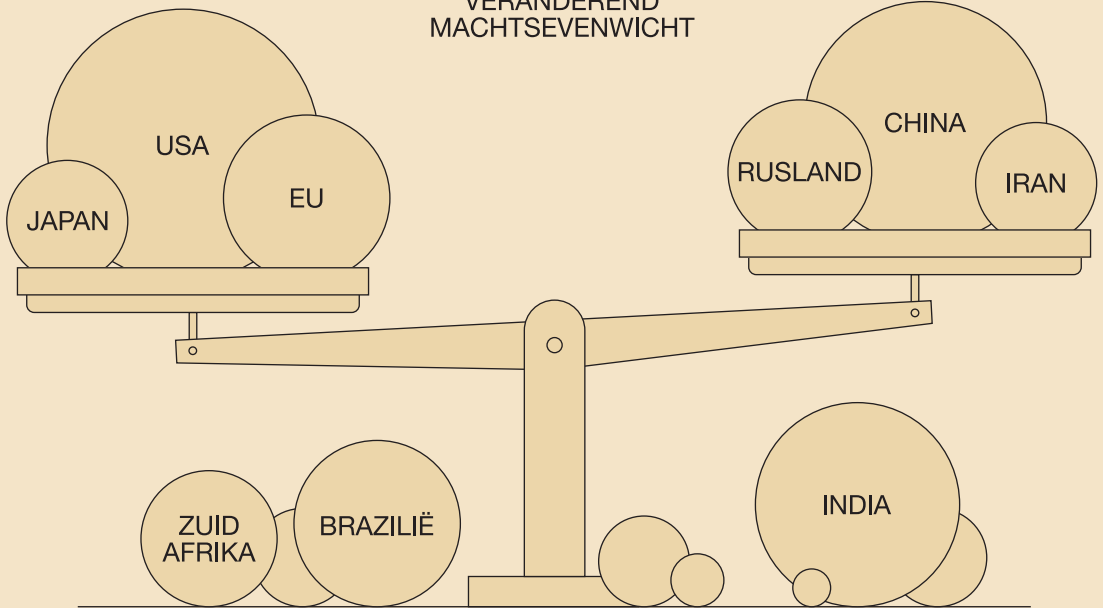 VERANDEREND
MACHTSEVENWICHT
USA
EU
JAPAN
CHINA
RUSLAND
IRAN
ZUID
AFRIKA
BRAZILIË
INDIA